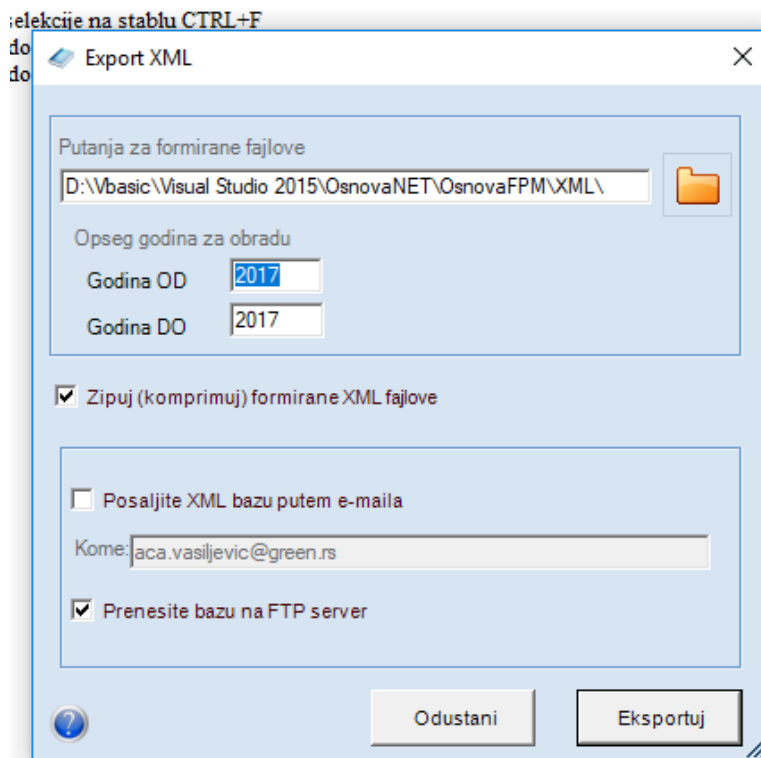 selekcije na stablu CTRL+F
do
do
Export XML
Putanja za formirane fajlove
D:\Vbasic\Visual Studio 2015\OsnovaNET\OsnovaFPM\XML\
Opseg godina za obradu
Godina OD 2017
Godina DO 2017
Zipuj (komprimuj) formirane XML fajlove
Posaljite XML bazu putem e-maila
Kome: aca.vasiljevic@green.rs
Prenesite bazu na FTP server
? Odustani Eksportuj